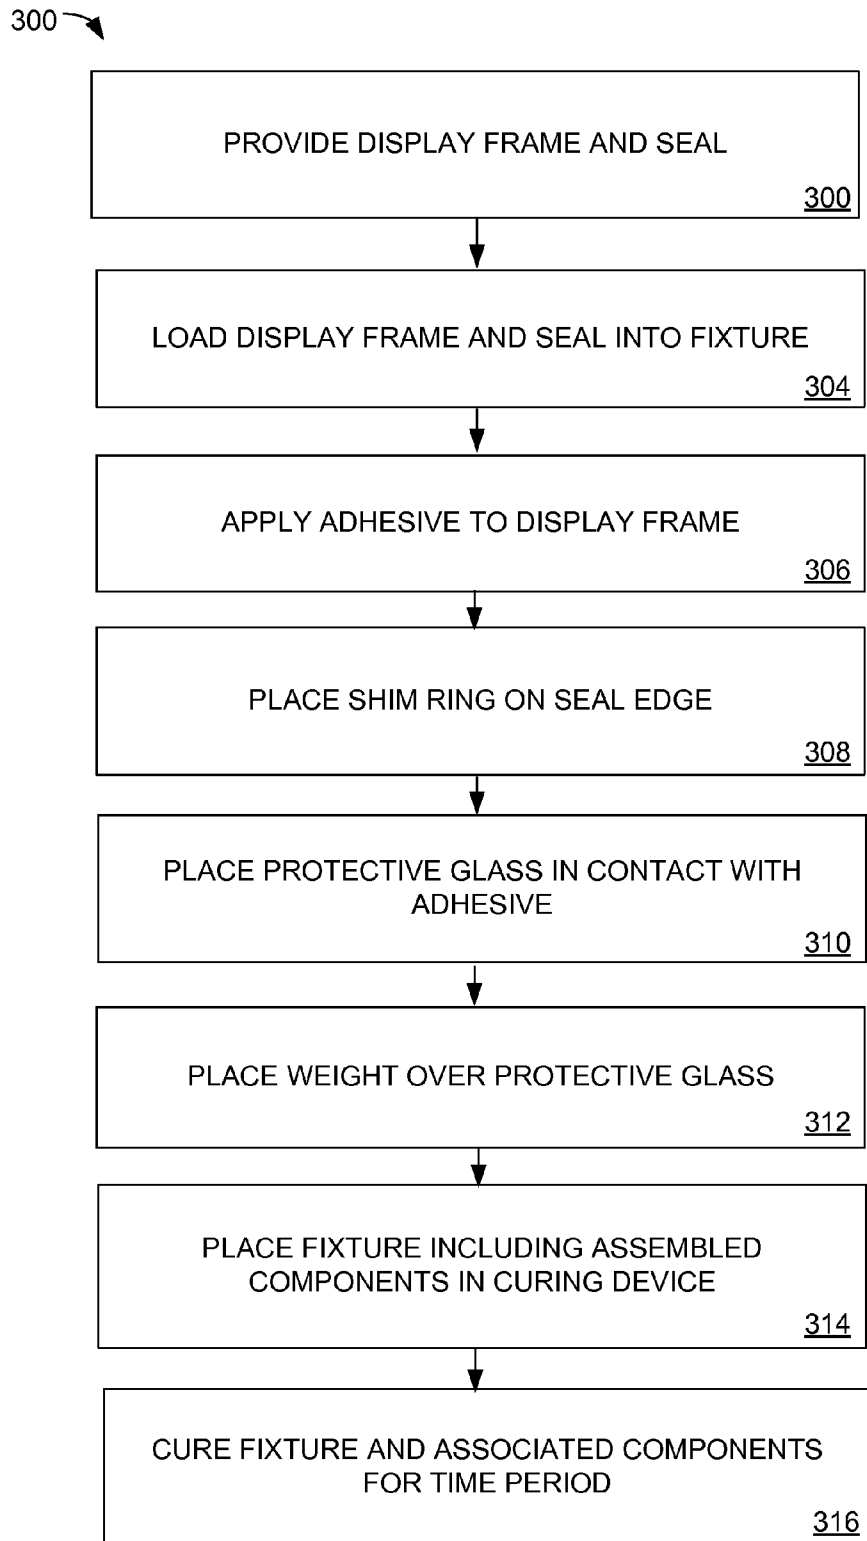 300
PROVIDE DISPLAY FRAME AND SEAL
300
LOAD DISPLAY FRAME AND SEAL INTO FIXTURE
304
APPLY ADHESIVE TO DISPLAY FRAME
306
PLACE SHIM RING ON SEAL EDGE
308
PLACE PROTECTIVE GLASS IN CONTACT WITH
ADHESIVE
310
PLACE WEIGHT OVER PROTECTIVE GLASS
312
PLACE FIXTURE INCLUDING ASSEMBLED
COMPONENTS IN CURING DEVICE
314
CURE FIXTURE AND ASSOCIATED COMPONENTS
FOR TIME PERIOD
316